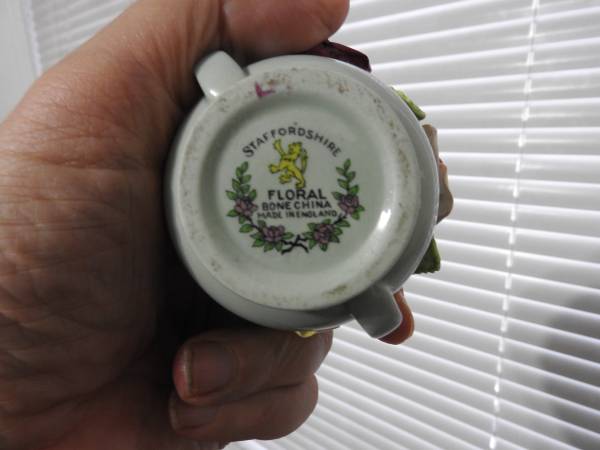 STAFFORDSHIRE
FLORAL
BONE CHINA
MADE IN ENGLAND